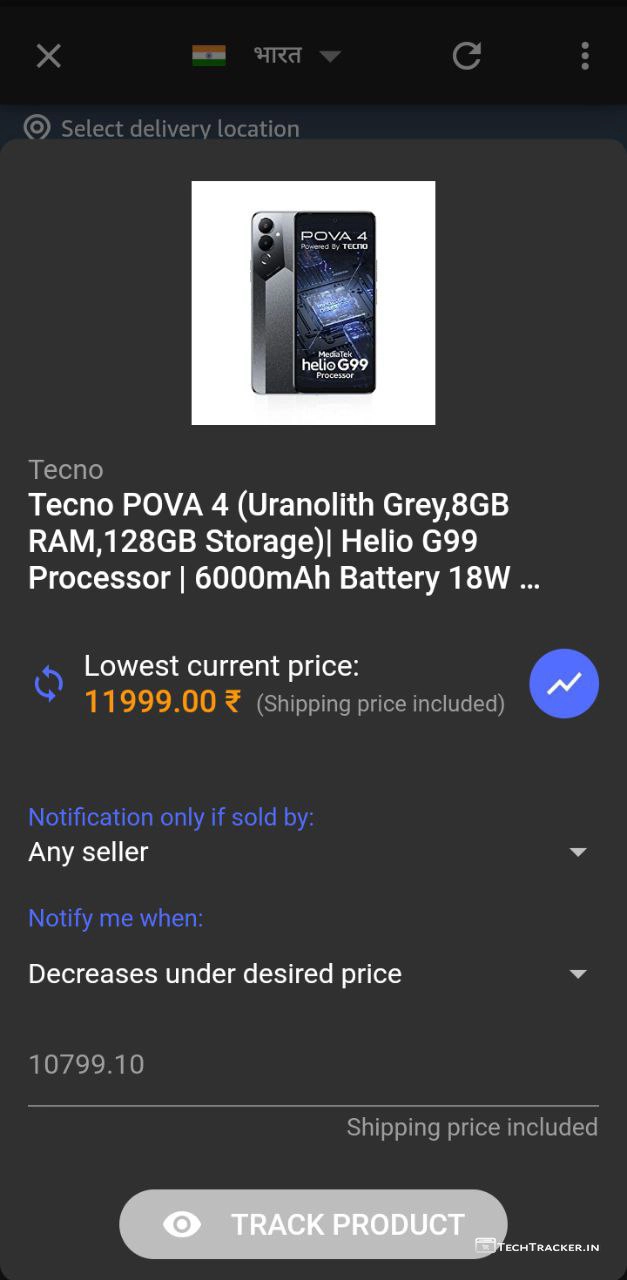 भारत
Select delivery location
POVA 4
Powered By TECNO
MediaTek
helio G99
Processor
Tecno
Tecno POVA 4 (Uranolith Grey,8GB
RAM,128GB Storage)| Helio G99
Processor | 6000mAh Battery 18W ...
Lowest current price:
11999.00 ₹ (Shipping price included)
Notification only if sold by:
Any seller
Notify me when:
Decreases under desired price
10799.10
Shipping price included
TRACK PRODUCT
TECHTRACKER.IN